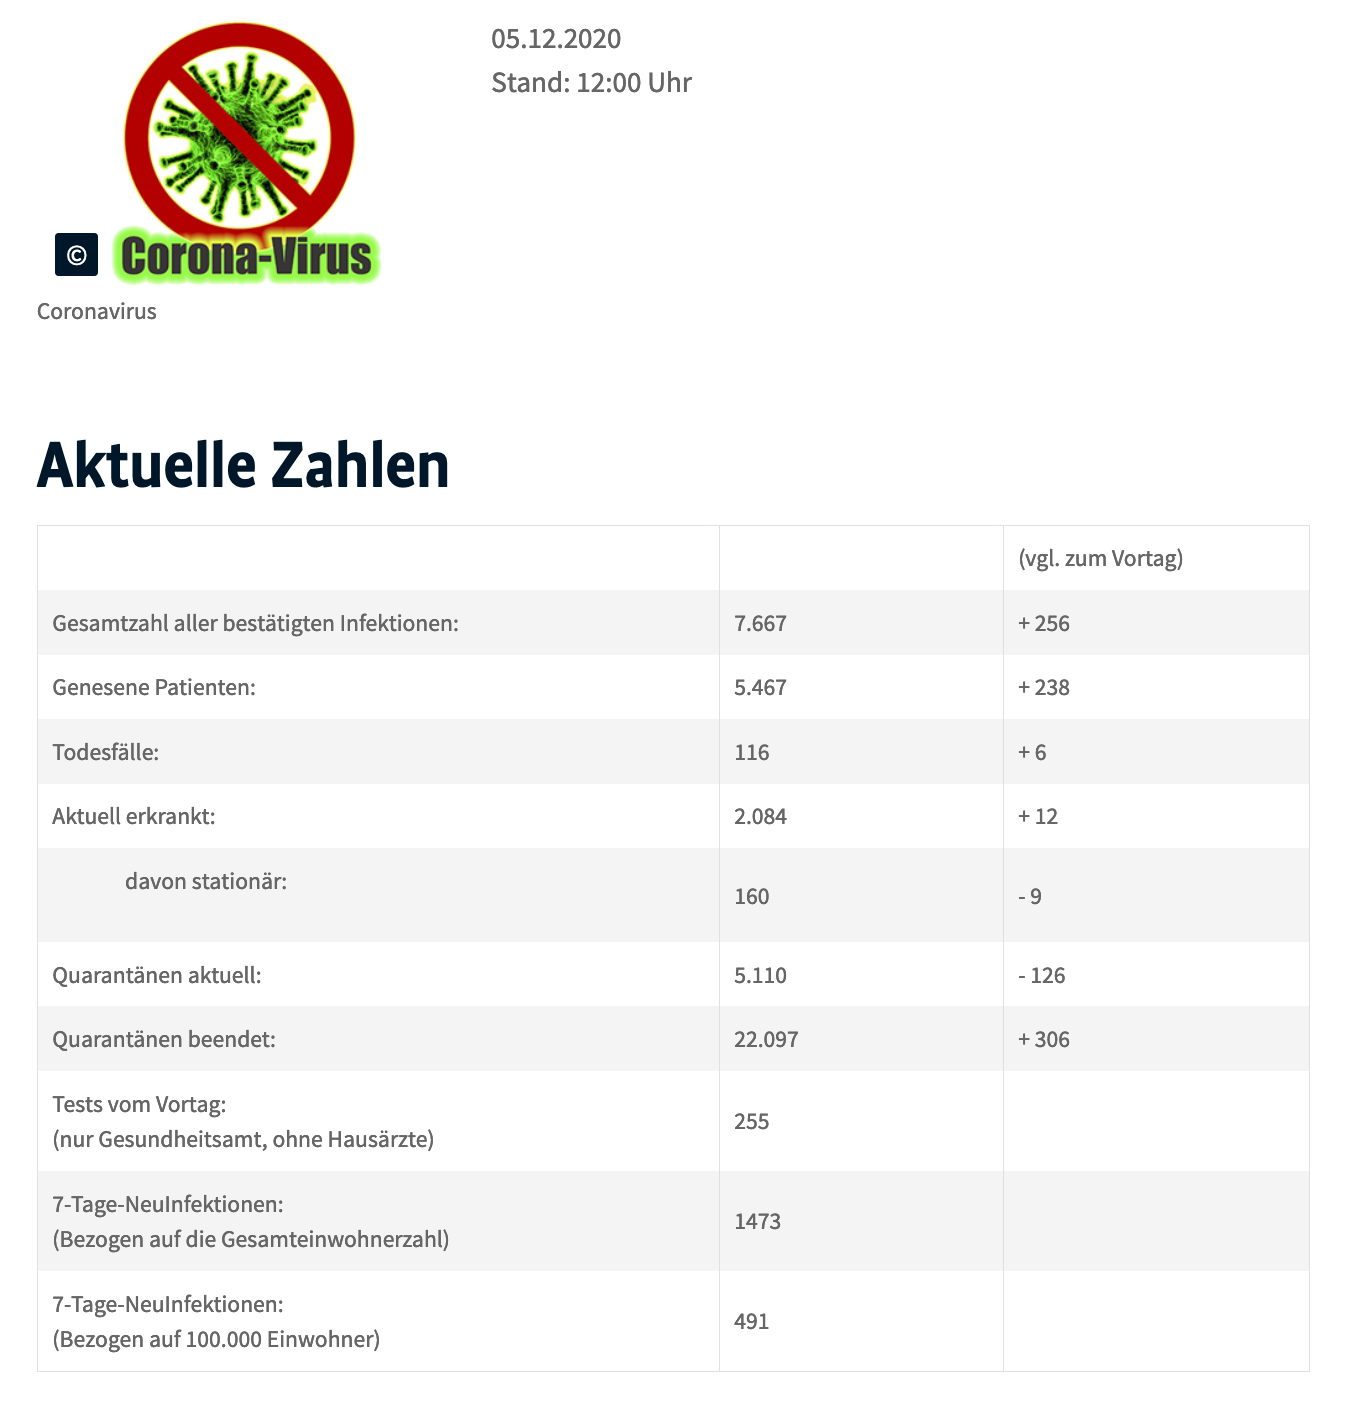 05.12.2020
Stand: 12:00 Uhr
©
Corona-Virus
Coronavirus
Aktuelle Zahlen
(vgl. zum Vortag)
Gesamtzahl aller bestätigten Infektionen: 7.667 + 256
Genesene Patienten: 5.467 + 238
Todesfälle: 116 + 6
Aktuell erkrankt: 2.084 + 12
davon stationär: 160 - 9
Quarantänen aktuell: 5.110 - 126
Quarantänen beendet: 22.097 + 306
Tests vom Vortag:
(nur Gesundheitsamt, ohne Hausärzte) 255
7-Tage-NeuInfektionen:
(Bezogen auf die Gesamteinwohnerzahl) 1473
7-Tage-NeuInfektionen:
(Bezogen auf 100.000 Einwohner) 491